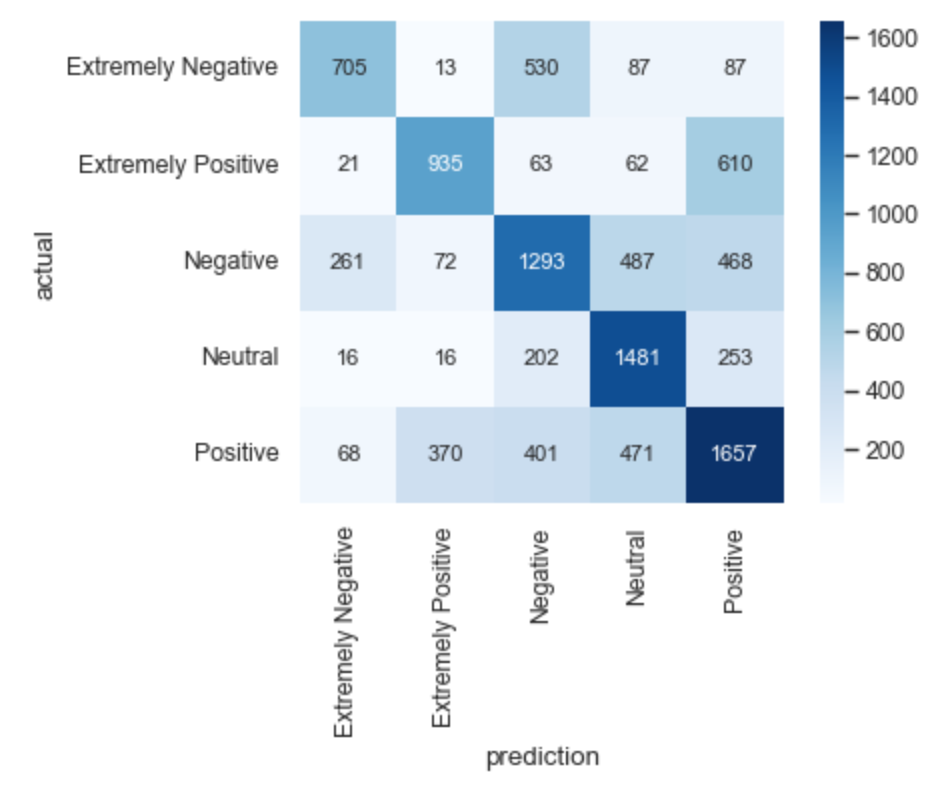 Extremely Negative 705 13 530 87 87
Extremely Positive 21 935 63 62 610
Negative 261 72 1293 487 468
Neutral 16 16 202 1481 253
Positive 68 370 401 471 1657
actual
Extremely Negative
Extremely Positive
Negative
Neutral
Positive
prediction
1600
1400
1200
1000
800
600
400
200